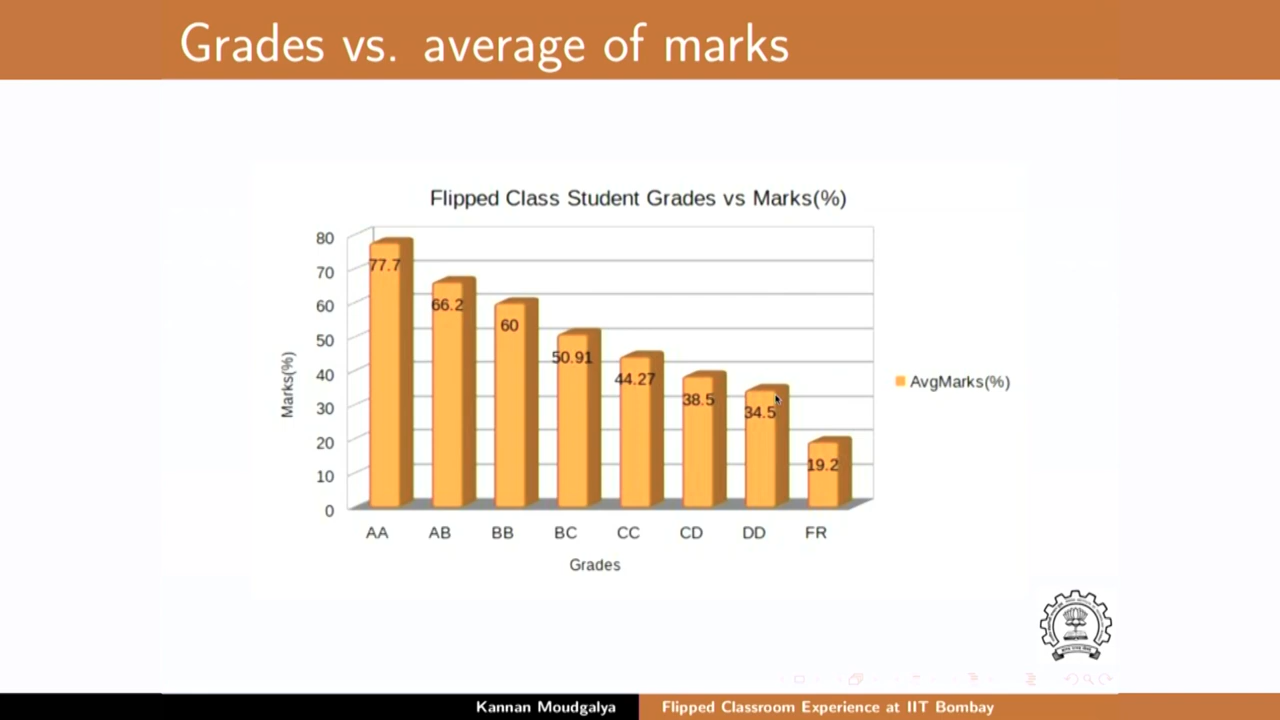 Grades vs. average of marks
Flipped Class Student Grades vs Marks(%)
80
70
60
50
40
30
20
10
0
Marks(%)
77.7
66.2
60
50.91
44.27
38.5
34.5
19.2
AA AB BB BC CC CD DD FR
Grades
AvgMarks(%)
Kannan Moudgalya
Flipped Classroom Experience at IIT Bombay